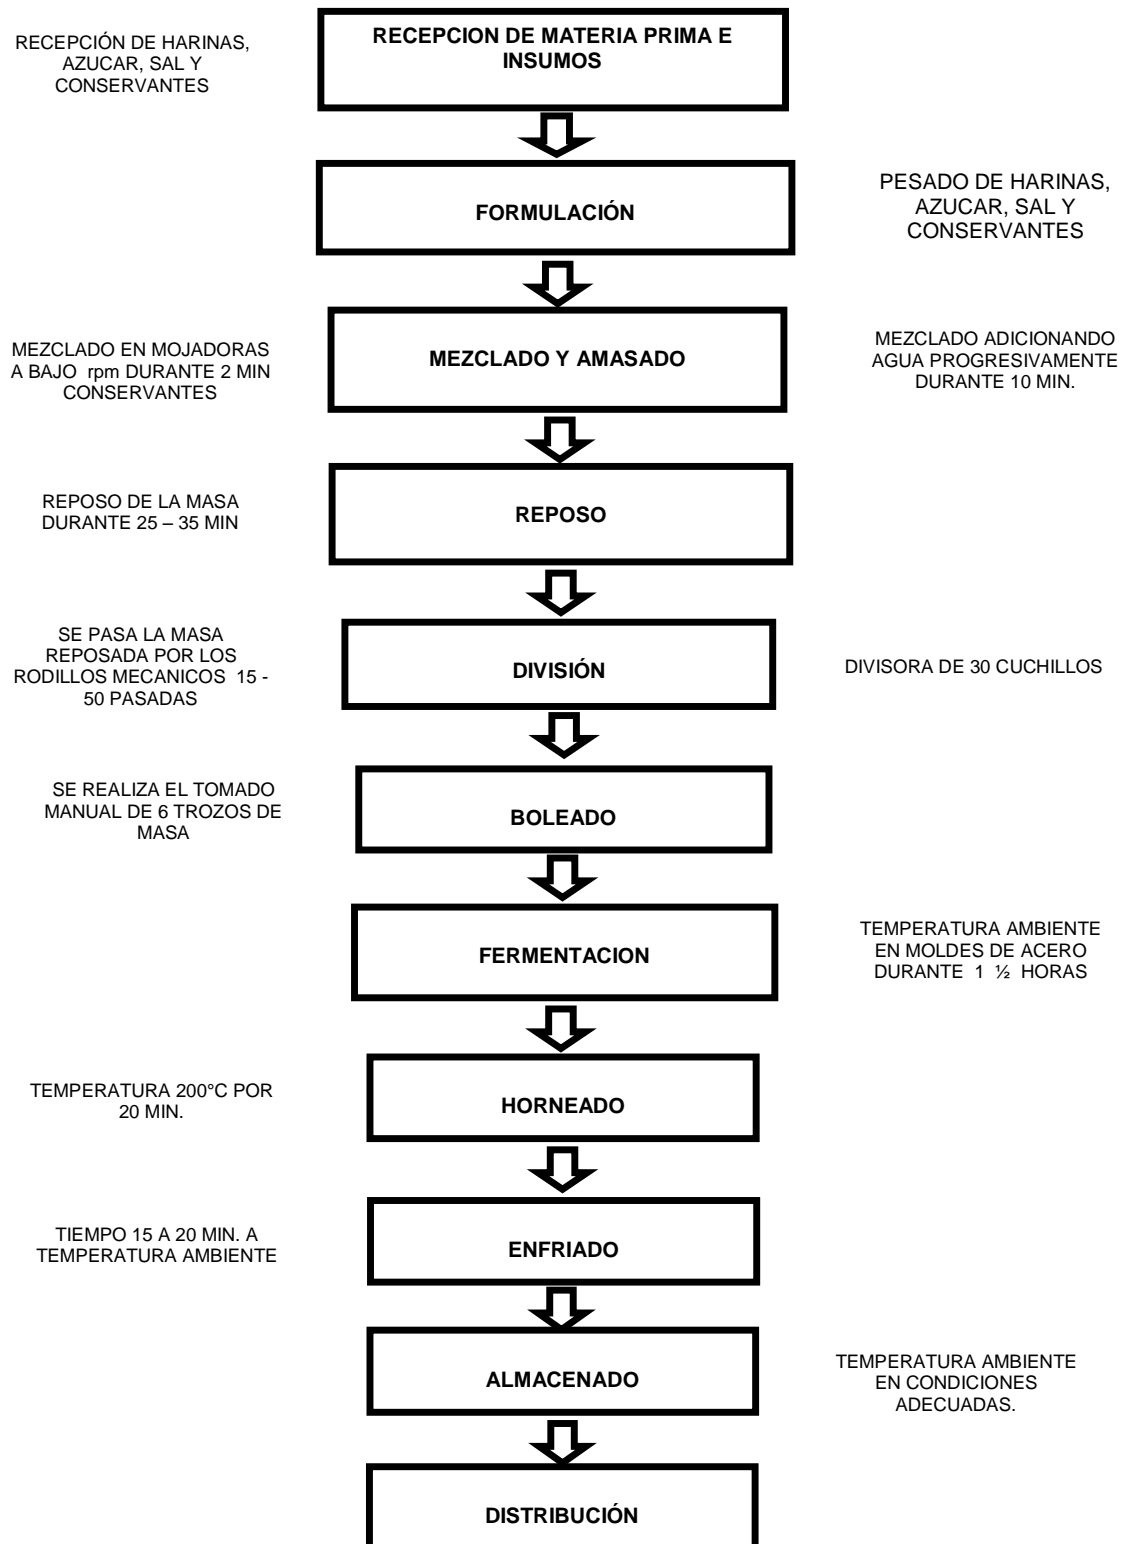 RECEPCIÓN DE HARINAS,
AZUCAR, SAL Y
CONSERVANTES
RECEPCION DE MATERIA PRIMA E
INSUMOS
FORMULACIÓN
PESADO DE HARINAS,
AZUCAR, SAL Y
CONSERVANTES
MEZCLADO EN MOJADORAS
A BAJO rpm DURANTE 2 MIN
CONSERVANTES
MEZCLADO Y AMASADO
MEZCLADO ADICIONANDO
AGUA PROGRESIVAMENTE
DURANTE 10 MIN.
REPOSO DE LA MASA
DURANTE 25 – 35 MIN
REPOSO
SE PASA LA MASA
REPOSADA POR LOS
RODILLOS MECANICOS 15 -
50 PASADAS
DIVISIÓN
DIVISORA DE 30 CUCHILLOS
SE REALIZA EL TOMADO
MANUAL DE 6 TROZOS DE
MASA
BOLEADO
FERMENTACION
TEMPERATURA AMBIENTE
EN MOLDES DE ACERO
DURANTE 1 ½ HORAS
TEMPERATURA 200°C POR
20 MIN.
HORNEADO
TIEMPO 15 A 20 MIN. A
TEMPERATURA AMBIENTE
ENFRIADO
ALMACENADO
TEMPERATURA AMBIENTE
EN CONDICIONES
ADECUADAS.
DISTRIBUCIÓN